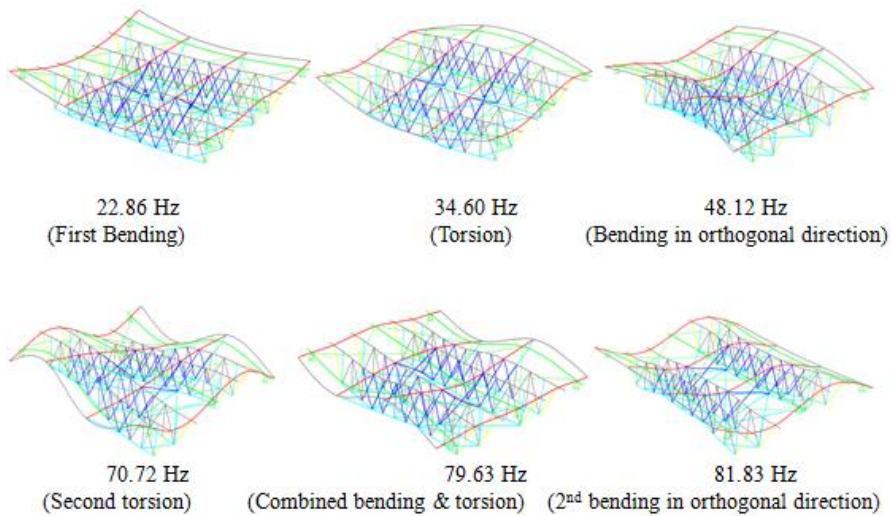 22.86 Hz
(First Bending)
34.60 Hz
(Torsion)
48.12 Hz
(Bending in orthogonal direction)
70.72 Hz
(Second torsion)
79.63 Hz
(Combined bending & torsion)
81.83 Hz
(2nd bending in orthogonal direction)